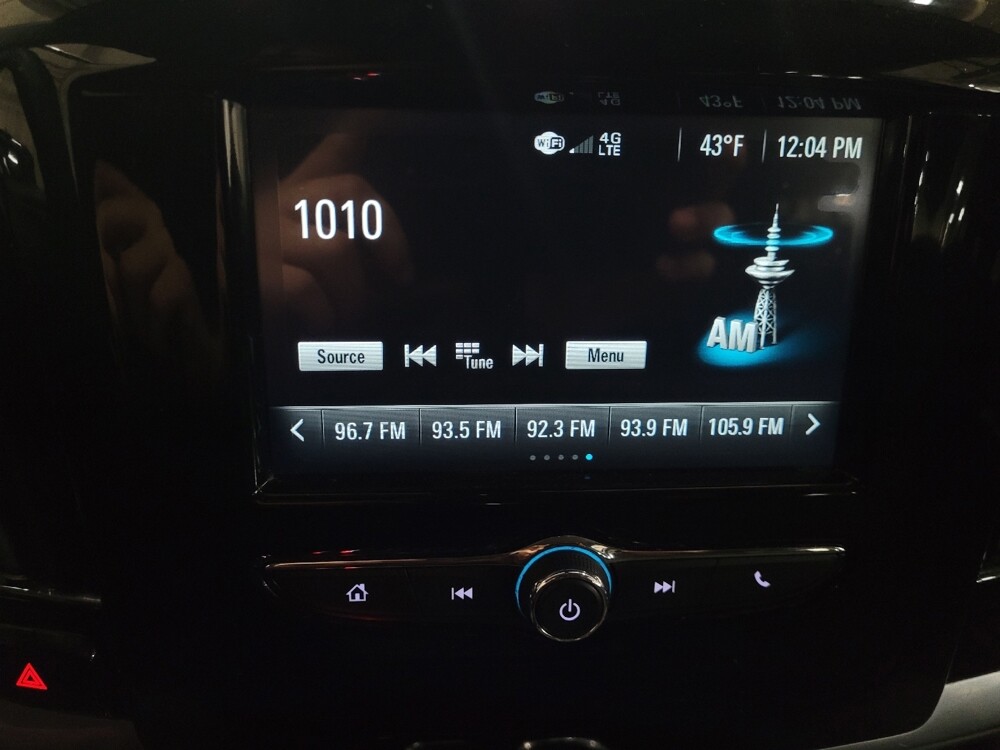 WiFi 4G LTE 43°F 12:04 PM
1010
AM
Source Tune Menu
96.7 FM 93.5 FM 92.3 FM 93.9 FM 105.9 FM